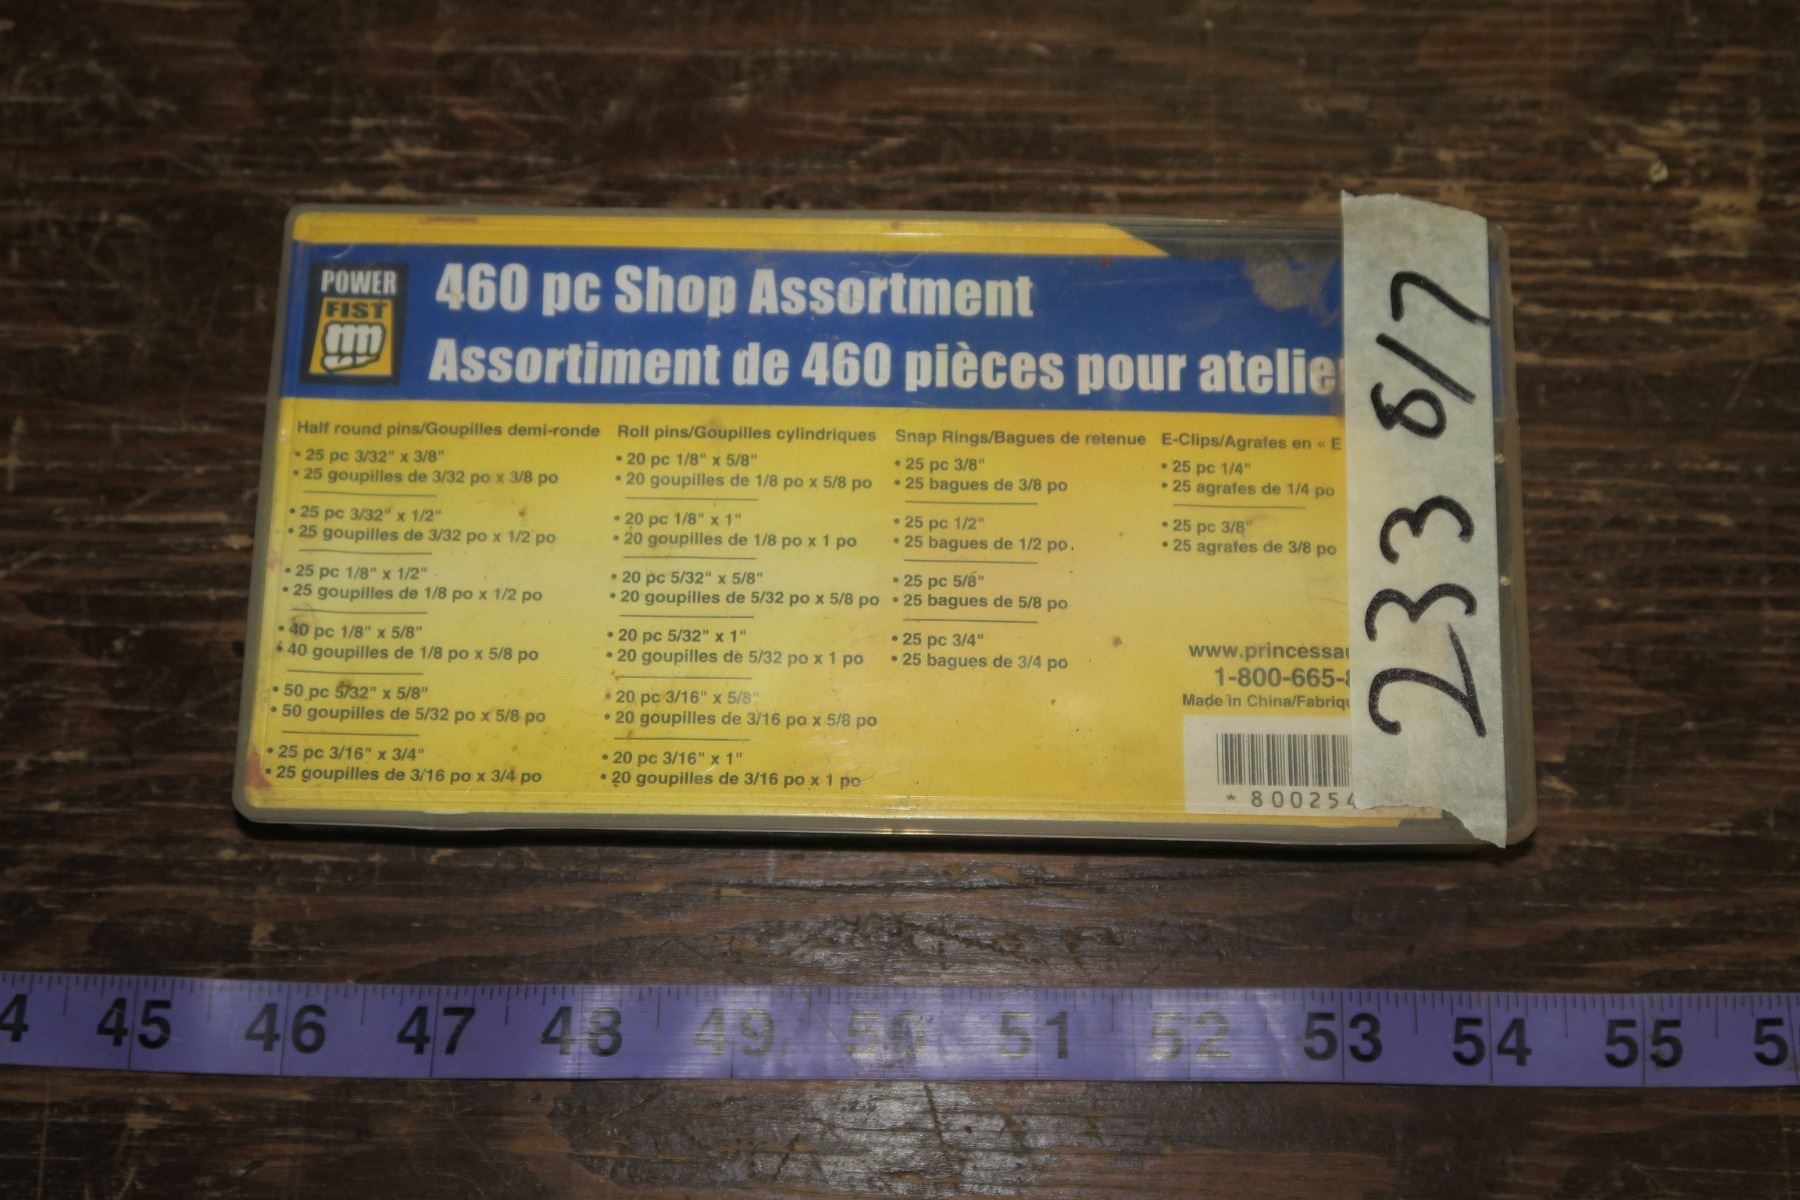 POWER
FIST
460 pc Shop Assortment
Assortiment de 460 pièces pour atelie
Half round pins/Goupilles demi-ronde
• 25 pc 3/32" x 3/8"
• 25 goupilles de 3/32 po x 3/8 po
• 25 pc 3/32" x 1/2"
• 25 goupilles de 3/32 po x 1/2 po
• 25 pc 1/8" x 1/2"
• 25 goupilles de 1/8 po x 1/2 po
• 40 pc 1/8" x 5/8"
• 40 goupilles de 1/8 po x 5/8 po
• 50 pc 5/32" x 5/8"
• 50 goupilles de 5/32 po x 5/8 po
• 25 pc 3/16" x 3/4"
• 25 goupilles de 3/16 po x 3/4 po
Roll pins/Goupilles cylindriques
• 20 pc 1/8" x 5/8"
• 20 goupilles de 1/8 po x 5/8 po
• 20 pc 1/8" x 1"
• 20 goupilles de 1/8 po x 1 po
• 20 pc 5/32" x 5/8"
• 20 goupilles de 5/32 po x 5/8 po
• 20 pc 5/32" x 1"
• 20 goupilles de 5/32 po x 1 po
• 20 pc 3/16" x 5/8"
• 20 goupilles de 3/16 po x 5/8 po
• 20 pc 3/16" x 1"
• 20 goupilles de 3/16 po x 1 po
Snap Rings/Bagues de retenue
• 25 pc 3/8"
• 25 bagues de 3/8 po
• 25 pc 1/2"
• 25 bagues de 1/2 po
• 25 pc 5/8"
• 25 bagues de 5/8 po
• 25 pc 3/4"
• 25 bagues de 3/4 po
E-Clips/Agrafes en « E
• 25 pc 1/4"
• 25 agrafes de 1/4 po
• 25 pc 3/8"
• 25 agrafes de 3/8 po
www.princessau
1-800-665-8
Made in China/Fabriqu
* 800254
233 6/7
4 45 46 47 48 49 50 51 52 53 54 55 5